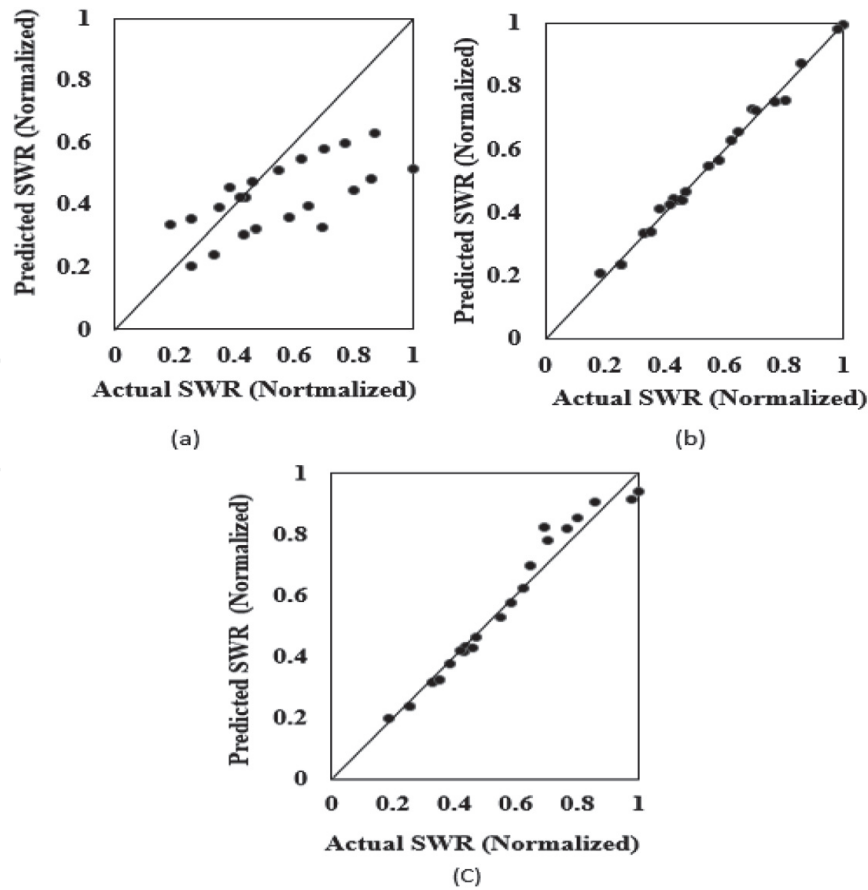 Predicted SWR (Normalized)
1
0.8
0.6
0.4
0.2
0
0 0.2 0.4 0.6 0.8 1
Actual SWR (Nortmalized)
(a)
Predicted SWR (Normalized)
1
0.8
0.6
0.4
0.2
0
0 0.2 0.4 0.6 0.8 1
Actual SWR (Normalized)
(b)
Predicted SWR (Normalized)
1
0.8
0.6
0.4
0.2
0
0 0.2 0.4 0.6 0.8 1
Actual SWR (Normalized)
(C)